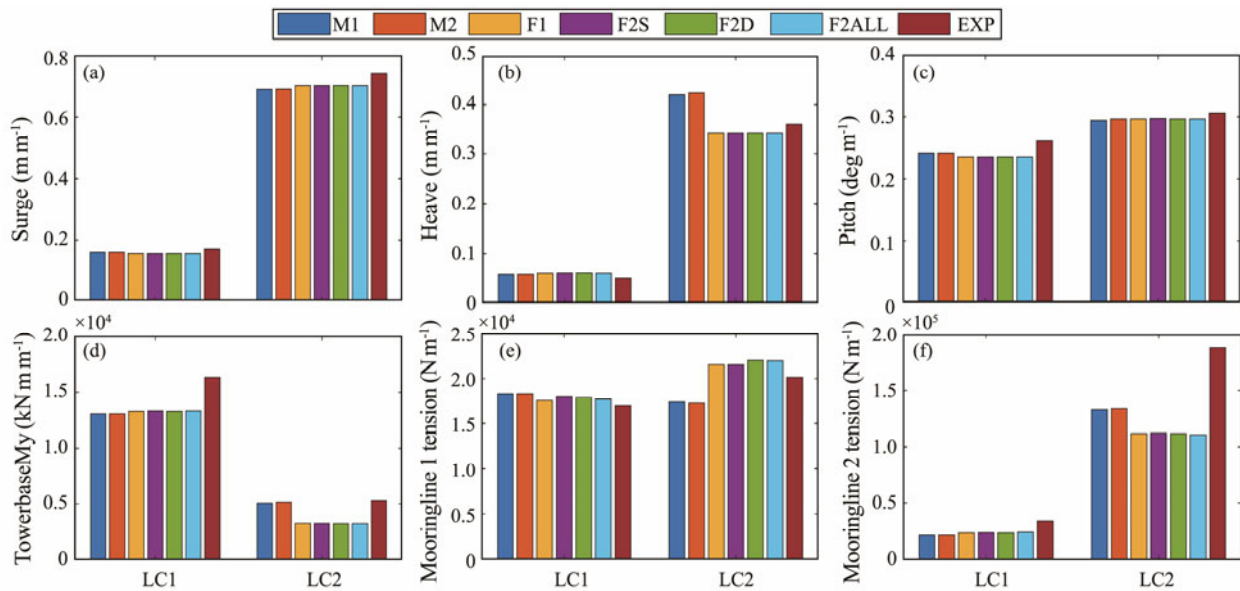 M1 M2 F1 F2S F2D F2ALL EXP
(a)
Surge (m m⁻¹)
0.8
0.6
0.4
0.2
0
(b)
Heave (m m⁻¹)
0.5
0.4
0.3
0.2
0.1
0
(c)
Pitch (deg m⁻¹)
0.4
0.3
0.2
0.1
0
(d)
TowerbaseMy (kN m m⁻¹)
×10⁴
2.0
1.5
1.0
0.5
0
LC1 LC2
(e)
Mooringline 1 tension (N m⁻¹)
×10⁴
2.5
2.0
1.5
1.0
0.5
0
LC1 LC2
(f)
Mooringline 2 tension (N m⁻¹)
×10⁵
2.0
1.5
1.0
0.5
0
LC1 LC2